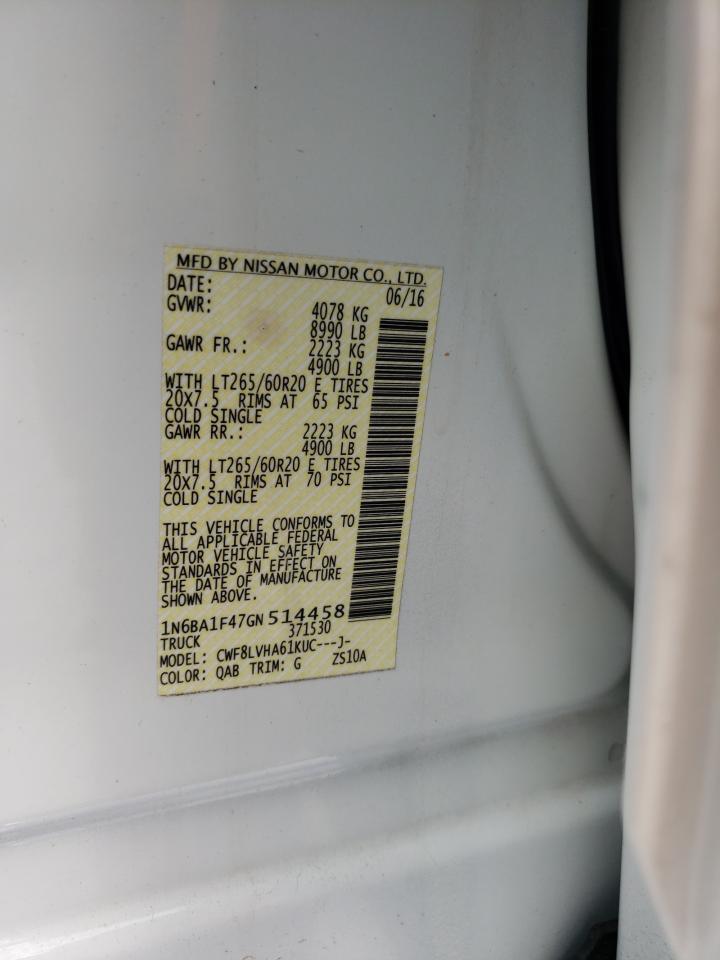 MFD BY NISSAN MOTOR CO., LTD.
DATE: 06/16
GVWR: 4078 KG
8990 LB
GAWR FR.: 2223 KG
4900 LB
WITH LT265/60R20 E TIRES
20X7.5 RIMS AT 65 PSI
COLD SINGLE
GAWR RR.: 2223 KG
4900 LB
WITH LT265/60R20 E TIRES
20X7.5 RIMS AT 70 PSI
COLD SINGLE
THIS VEHICLE CONFORMS TO
ALL APPLICABLE FEDERAL
MOTOR VEHICLE SAFETY
STANDARDS IN EFFECT ON
THE DATE OF MANUFACTURE
SHOWN ABOVE.
1N6BA1F47GN514458
TRUCK 371530
MODEL: CWF8LVHA61KUC---J-
COLOR: QAB TRIM: G ZS10A